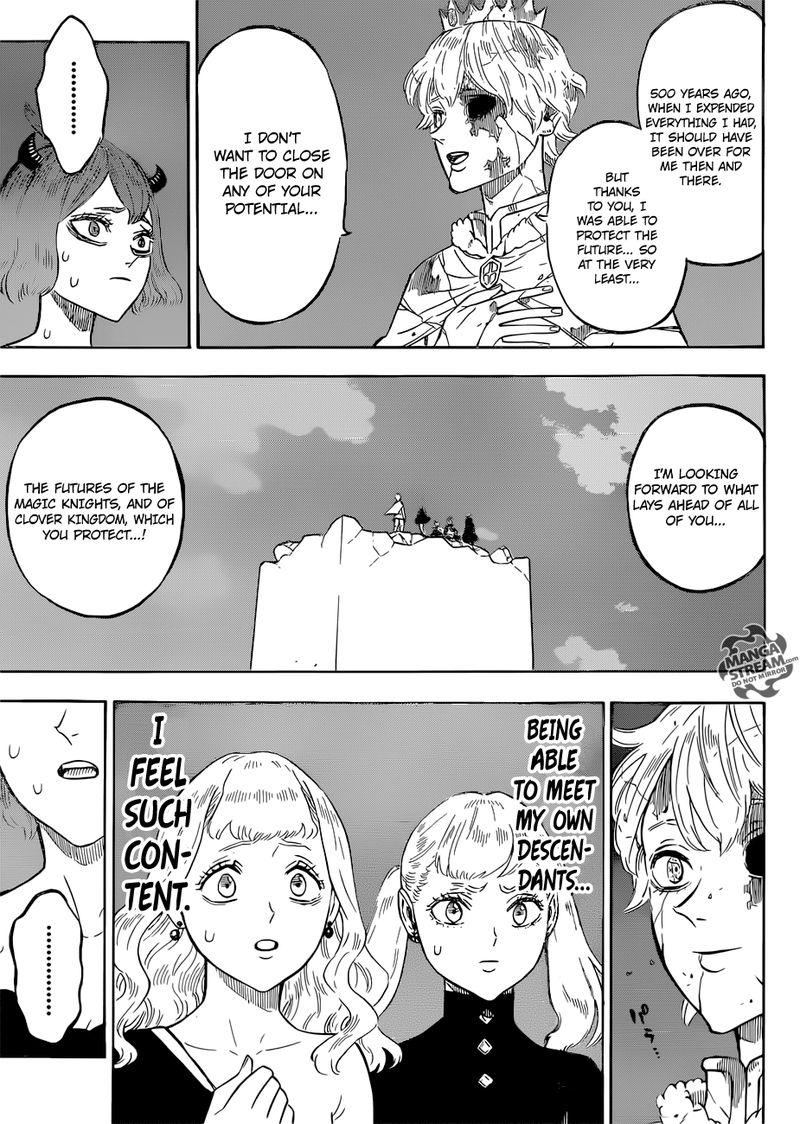 500 YEARS AGO,
WHEN I EXPENDED
EVERYTHING I HAD,
IT SHOULD HAVE
BEEN OVER FOR
ME THEN AND
THERE.
BUT
THANKS
TO YOU, I
WAS ABLE TO
PROTECT THE
FUTURE... SO
AT THE VERY
LEAST...
I DON'T
WANT TO CLOSE
THE DOOR ON
ANY OF YOUR
POTENTIAL...
.........
I'M LOOKING
FORWARD TO WHAT
LAYS AHEAD OF ALL
OF YOU...
THE FUTURES OF THE
MAGIC KNIGHTS, AND OF
CLOVER KINGDOM, WHICH
YOU PROTECT...!
MANGA
STREAM.com
DO NOT MIRROR
BEING
ABLE
TO MEET
MY OWN
DESCEN-
DANTS...
I
FEEL
SUCH
CON-
TENT.
パラ...
.........